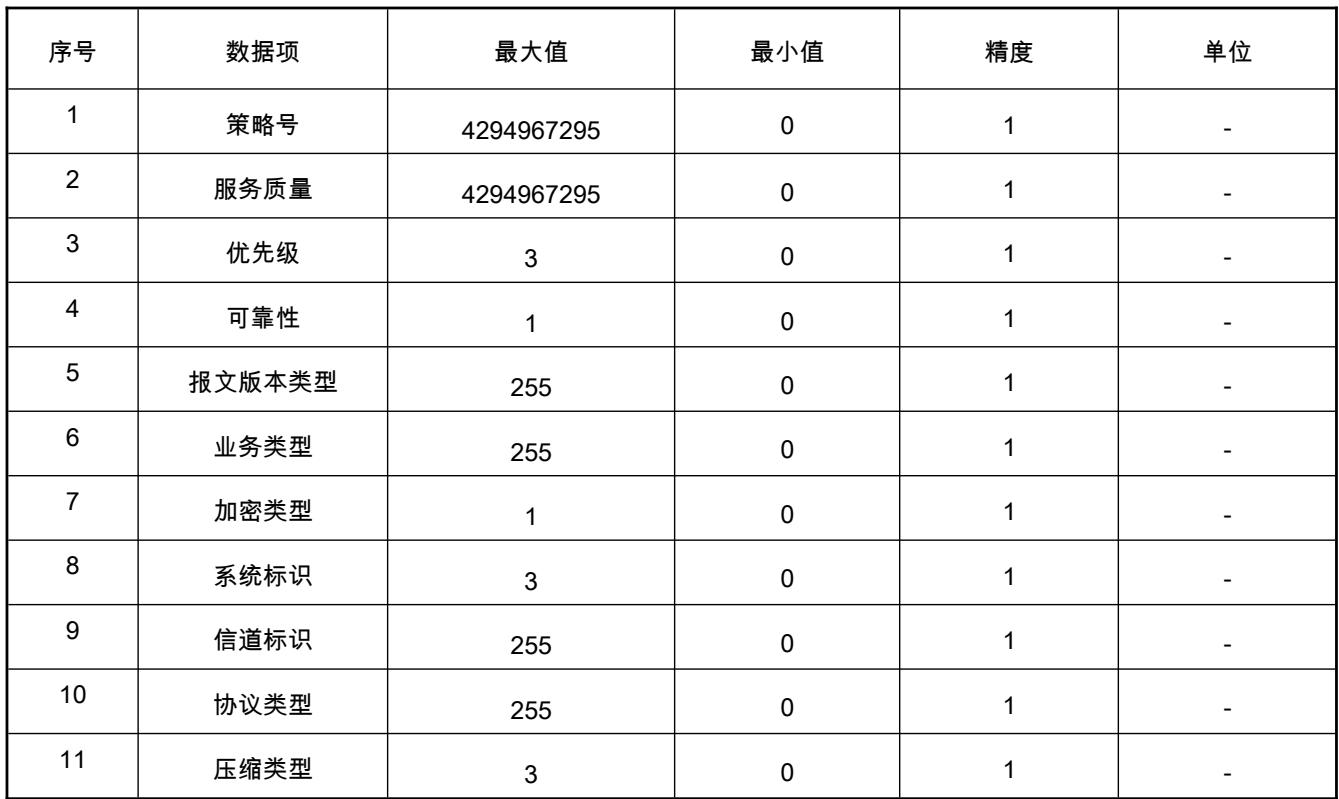 序号 数据项 最大值 最小值 精度 单位
1 策略号 4294967295 0 1 -
2 服务质量 4294967295 0 1 -
3 优先级 3 0 1 -
4 可靠性 1 0 1 -
5 报文版本类型 255 0 1 -
6 业务类型 255 0 1 -
7 加密类型 1 0 1 -
8 系统标识 3 0 1 -
9 信道标识 255 0 1 -
10 协议类型 255 0 1 -
11 压缩类型 3 0 1 -